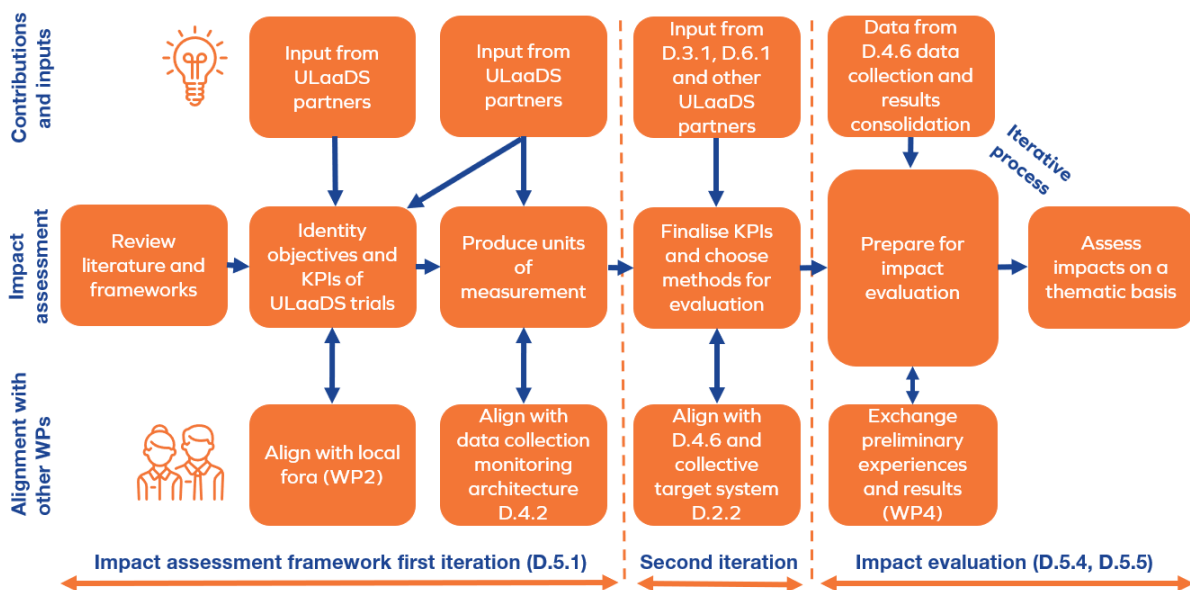 Contributions
and inputs
Input from
ULaaDS
partners
Input from
ULaaDS
partners
Input from
D.3.1, D.6.1
and other
ULaaDS
partners
Data from
D.4.6 data
collection and
results
consolidation
Iterative
process
Impact
assessment
Review
literature and
frameworks
Identity
objectives and
KPIs of
ULaaDS trials
Produce units
of
measurement
Finalise KPIs
and choose
methods for
evaluation
Prepare for
impact
evaluation
Assess
impacts on a
thematic basis
Alignment with
other WPs
Align with local
fora (WP2)
Align with
data collection
monitoring
architecture
D.4.2
Align with
D.4.6 and
collective
target system
D.2.2
Exchange
preliminary
experiences
and results
(WP4)
Impact assessment framework first iteration (D.5.1)
Second iteration
Impact evaluation (D.5.4, D.5.5)